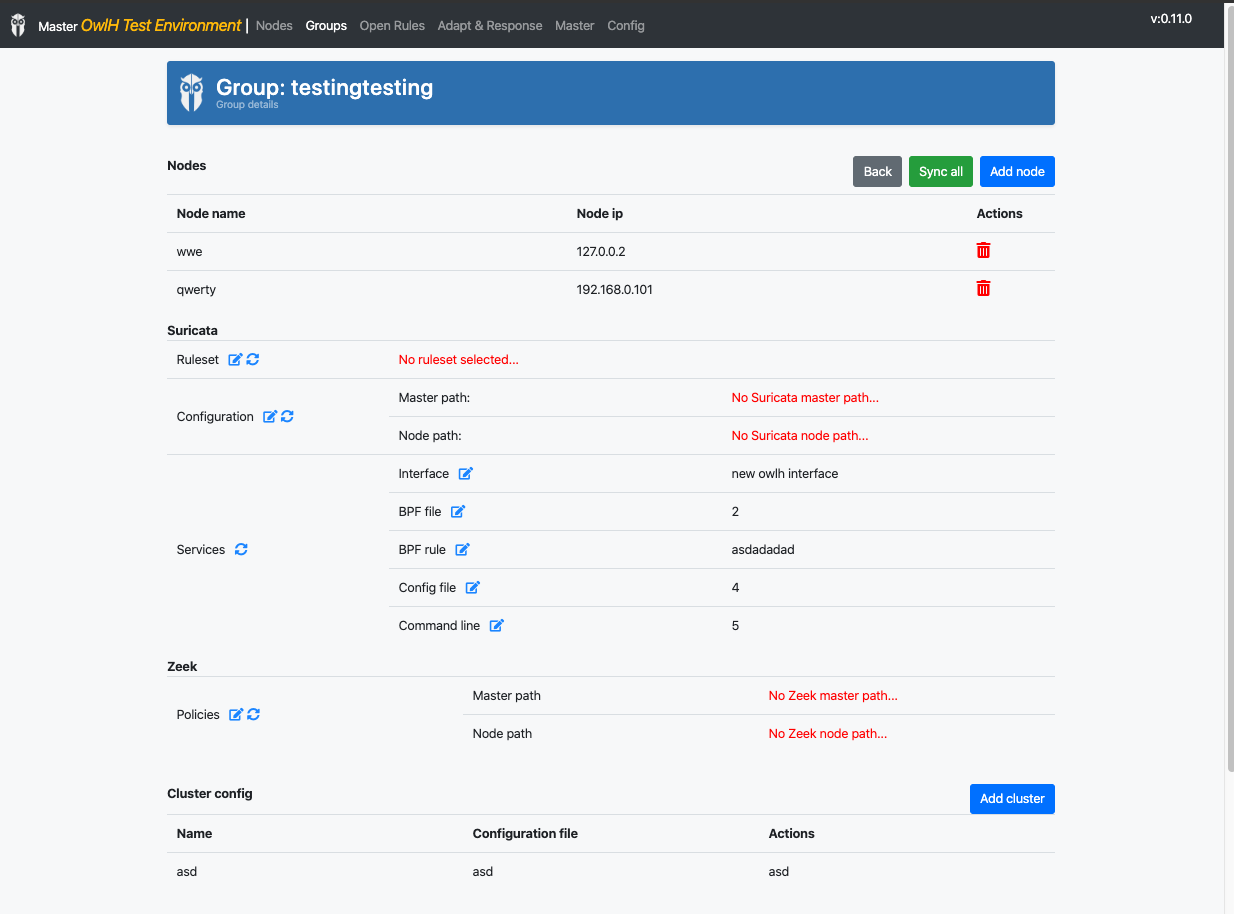 Master OwlH Test Environment | Nodes Groups Open Rules Adapt & Response Master Config v:0.11.0
Group: testingtesting
Group details
Nodes Back Sync all Add node
Node name Node ip Actions
wwe 127.0.0.2
qwerty 192.168.0.101
Suricata
Ruleset No ruleset selected...
Master path: No Suricata master path...
Configuration
Node path: No Suricata node path...
Interface new owlh interface
BPF file 2
Services BPF rule asdadadad
Config file 4
Command line 5
Zeek
Master path No Zeek master path...
Policies
Node path No Zeek node path...
Cluster config Add cluster
Name Configuration file Actions
asd asd asd